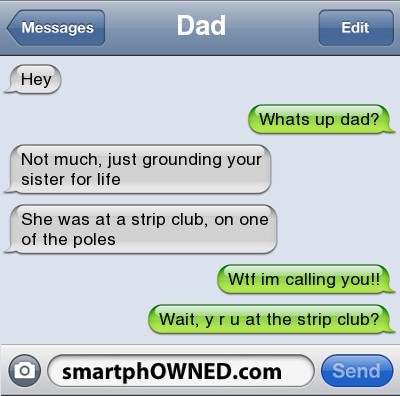 Messages
Dad
Edit
Hey
Whats up dad?
Not much, just grounding your
sister for life
She was at a strip club, on one
of the poles
Wtf im calling you!!
Wait, y r u at the strip club?
smartphOWNED.com
Send